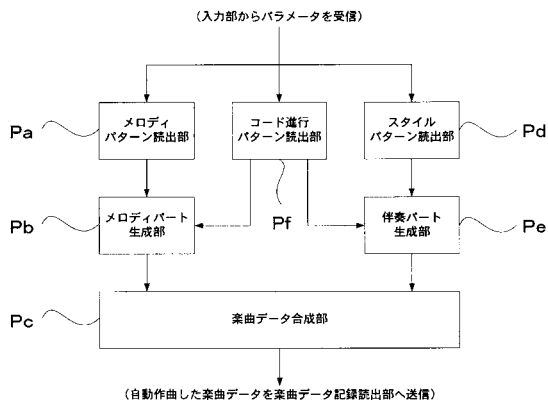 (入力部からパラメータを受信)
メロディ
パターン読出部
コード進行
パターン読出部
スタイル
パターン読出部
Pa
Pd
Pf
メロディパート
生成部
伴奏パート
生成部
Pb
Pe
楽曲データ合成部
Pc
(自動作曲した楽曲データを楽曲データ記録読出部へ送信)